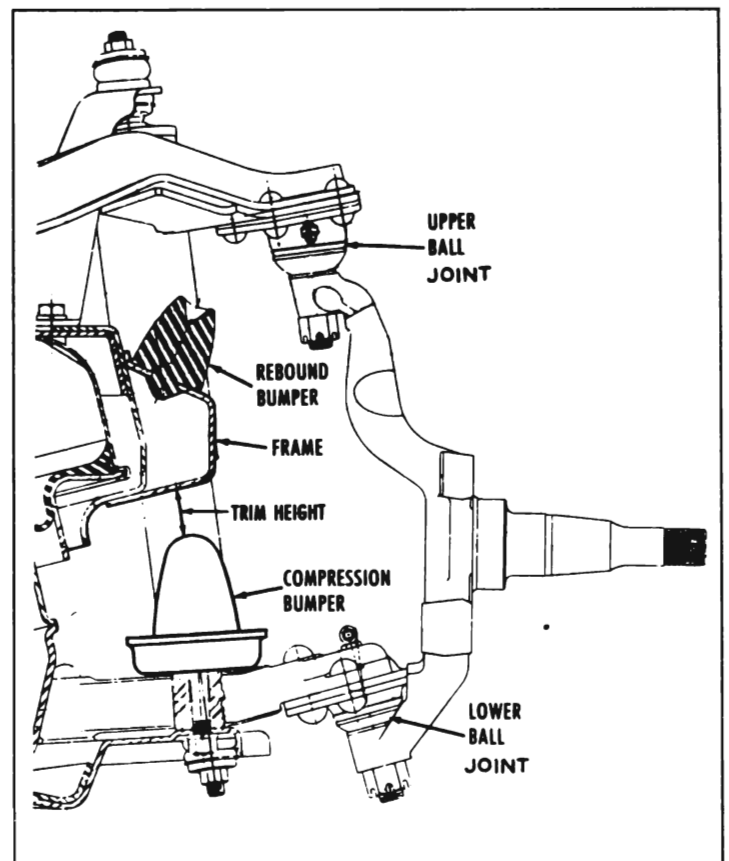 UPPER
BALL
JOINT
REBOUND
BUMPER
FRAME
TRIM HEIGHT
COMPRESSION
BUMPER
LOWER
BALL
JOINT